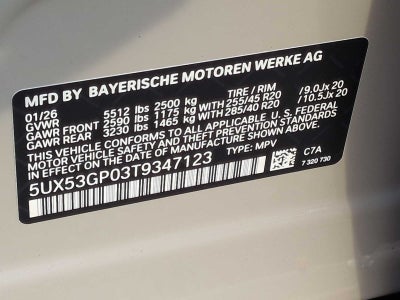 MFD BY BAYERISCHE MOTOREN WERKE AG
01/26 5512 lbs 2500 kg TIRE / RIM
GVWR
GAWR FRONT 2590 lbs 1175 kg 255/45 R20 /9.0Jx 20
GAWR REAR 3230 lbs 1465 kg 285/40 R20 /10.5Jx 20
THIS VEHICLE CONFORMS TO ALL APPLICABLE U.S. FEDERAL
MOTOR VEHICLE SAFETY, BUMPER, AND THEFT PREVENTION STANDARDS
IN EFFECT ON THE DATE OF MANUFACTURE SHOWN ABOVE.
5UX53GP03T9347123 TYPE: MPV C7A
7 320 730